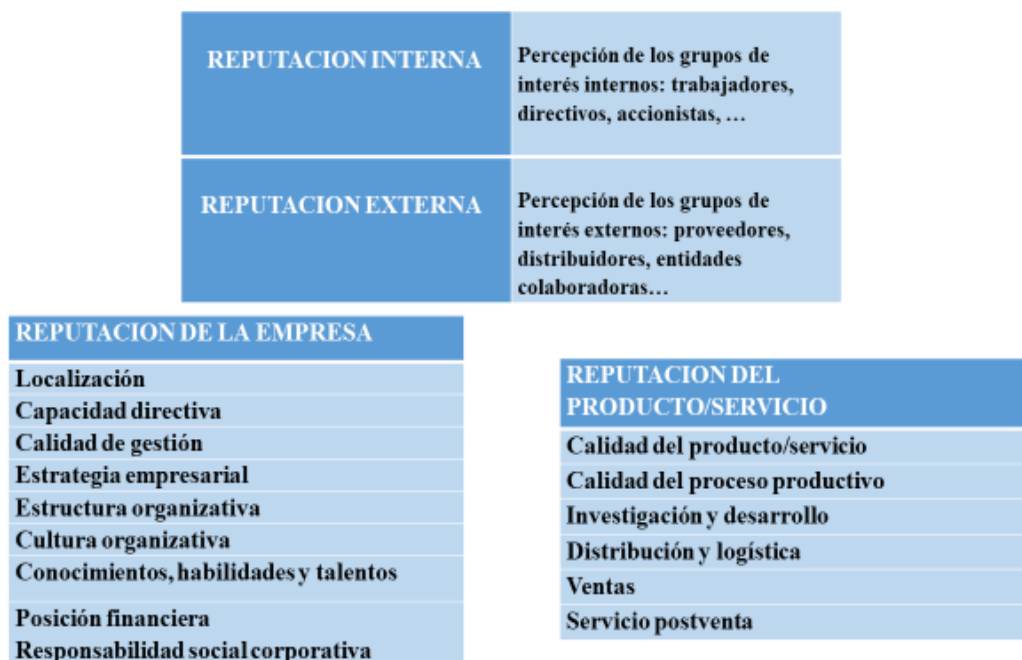 REPUTACION INTERNA
Percepción de los grupos de
interés internos: trabajadores,
directivos, accionistas, …
REPUTACION EXTERNA
Percepción de los grupos de
interés externos: proveedores,
distribuidores, entidades
colaboradoras…
REPUTACION DE LA EMPRESA
Localización
Capacidad directiva
Calidad de gestión
Estrategia empresarial
Estructura organizativa
Cultura organizativa
Conocimientos, habilidades y talentos
Posición financiera
Responsabilidad social corporativa
REPUTACION DEL
PRODUCTO/SERVICIO
Calidad del producto/servicio
Calidad del proceso productivo
Investigación y desarrollo
Distribución y logística
Ventas
Servicio postventa